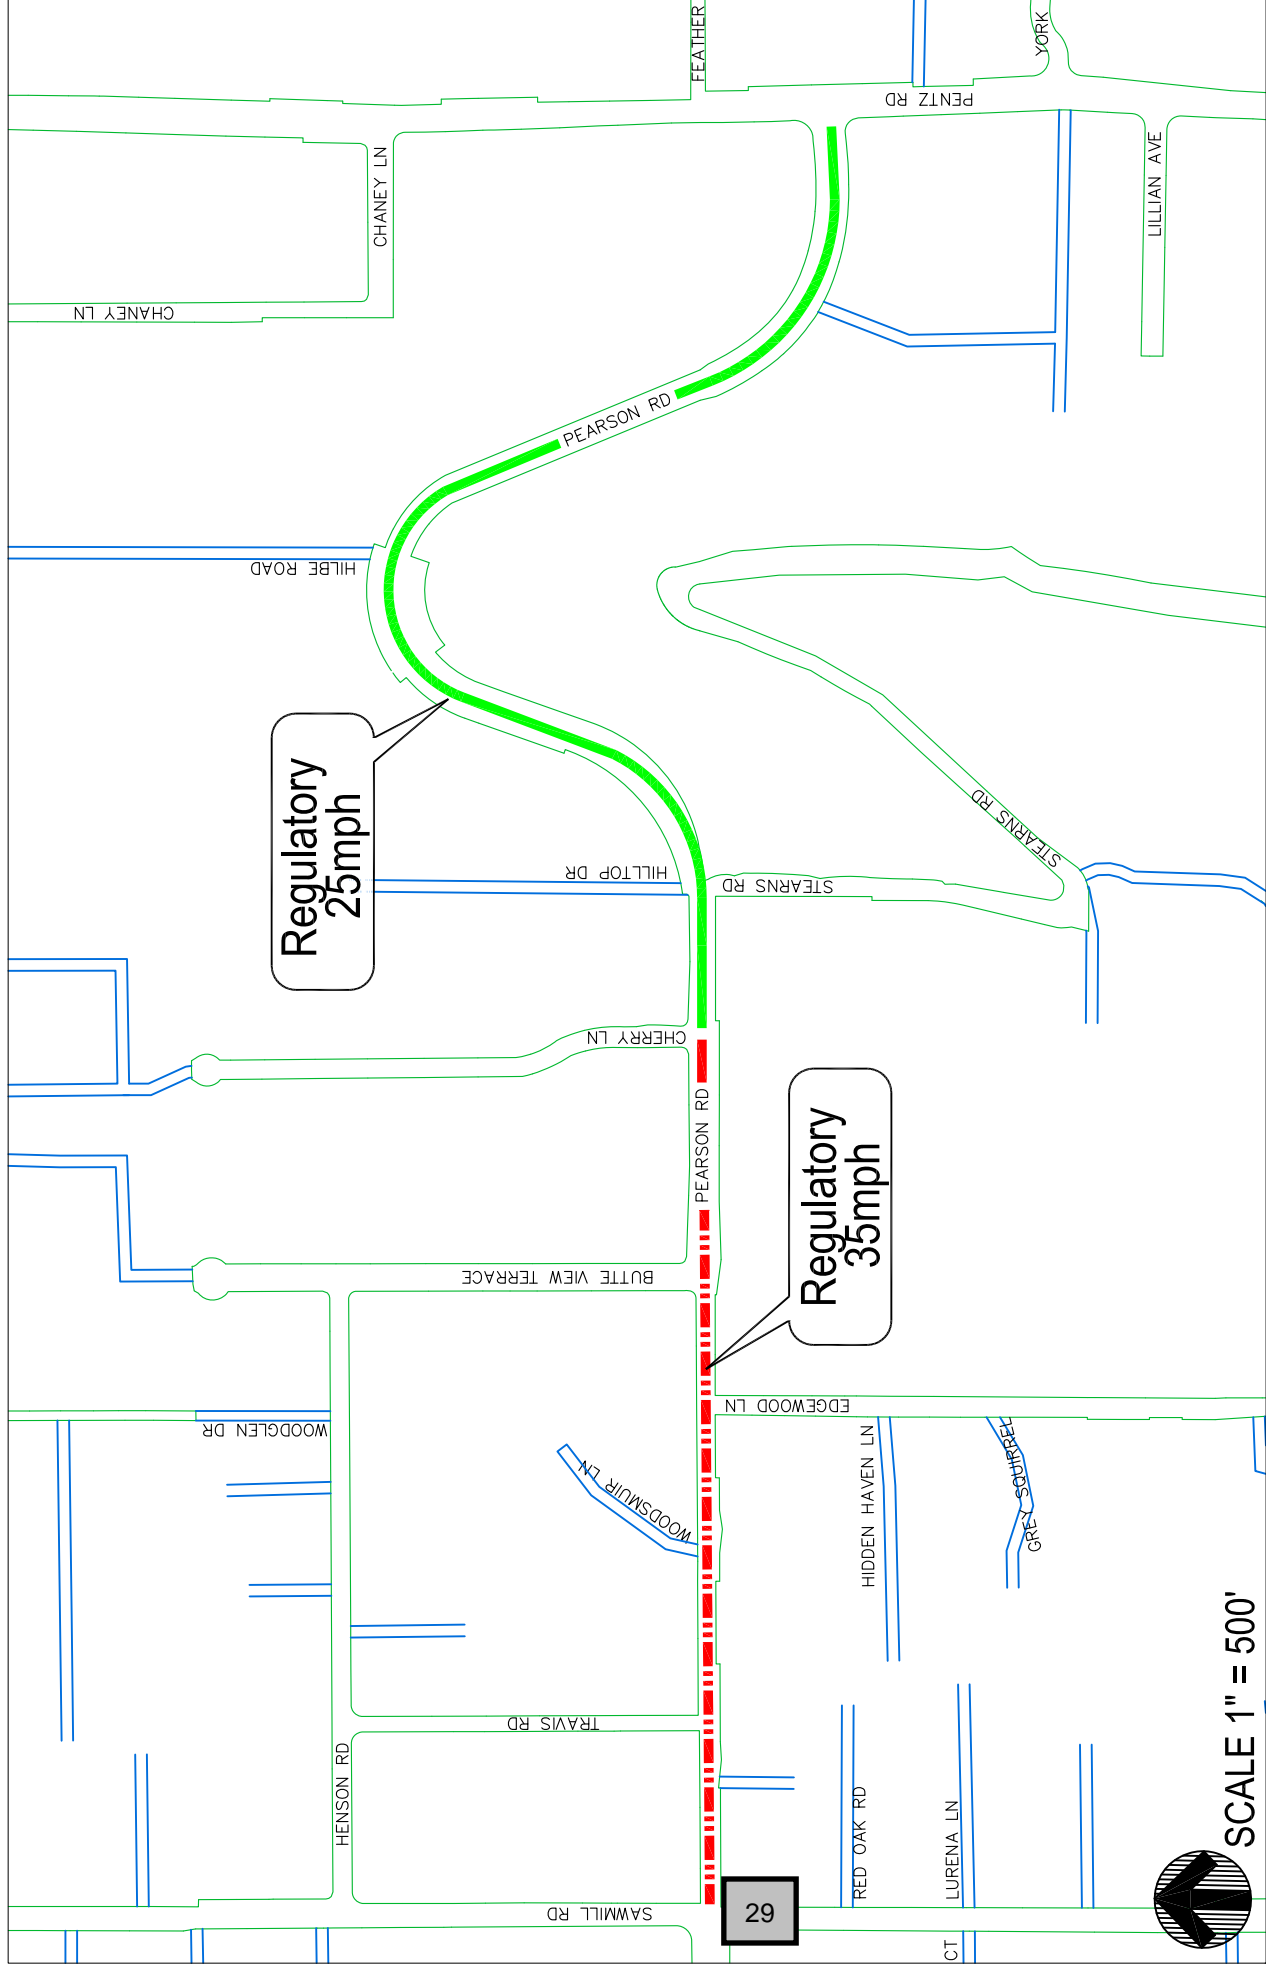 FEATHER
YORK
PENTZ RD
CHANEY LN
LILLIAN AVE
CHANEY LN
PEARSON RD
HILBE ROAD
Regulatory
25mph
STEARNS RD
HILLTOP DR
STEARNS RD
CHERRY LN
PEARSON RD
Regulatory
35mph
BUTTE VIEW TERRACE
EDGEWOOD LN
WOODGLEN DR
WOODSMUIR LN
HIDDEN HAVEN LN
GREY SQUIRREL
TRAVIS RD
HENSON RD
RED OAK RD
LURENA LN
SCALE 1" = 500'
SAWMILL RD
29
CT